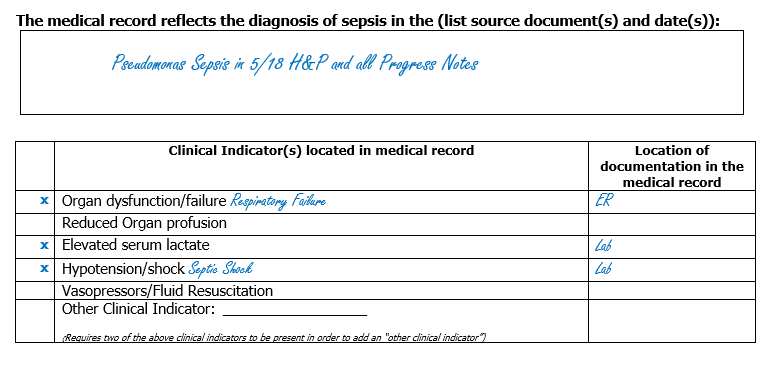 The medical record reflects the diagnosis of sepsis in the (list source document(s) and date(s)):
Pseudomonas Sepsis in 5/18 H&P and all Progress Notes
Clinical Indicator(s) located in medical record
Location of
documentation in the
medical record
x Organ dysfunction/failure Respiratory Failure ER
Reduced Organ profusion
x Elevated serum lactate Lab
x Hypotension/shock Septic Shock Lab
Vasopressors/Fluid Resuscitation
Other Clinical Indicator: ____________________
(Requires two of the above clinical indicators to be present in order to add an "other clinical indicator")